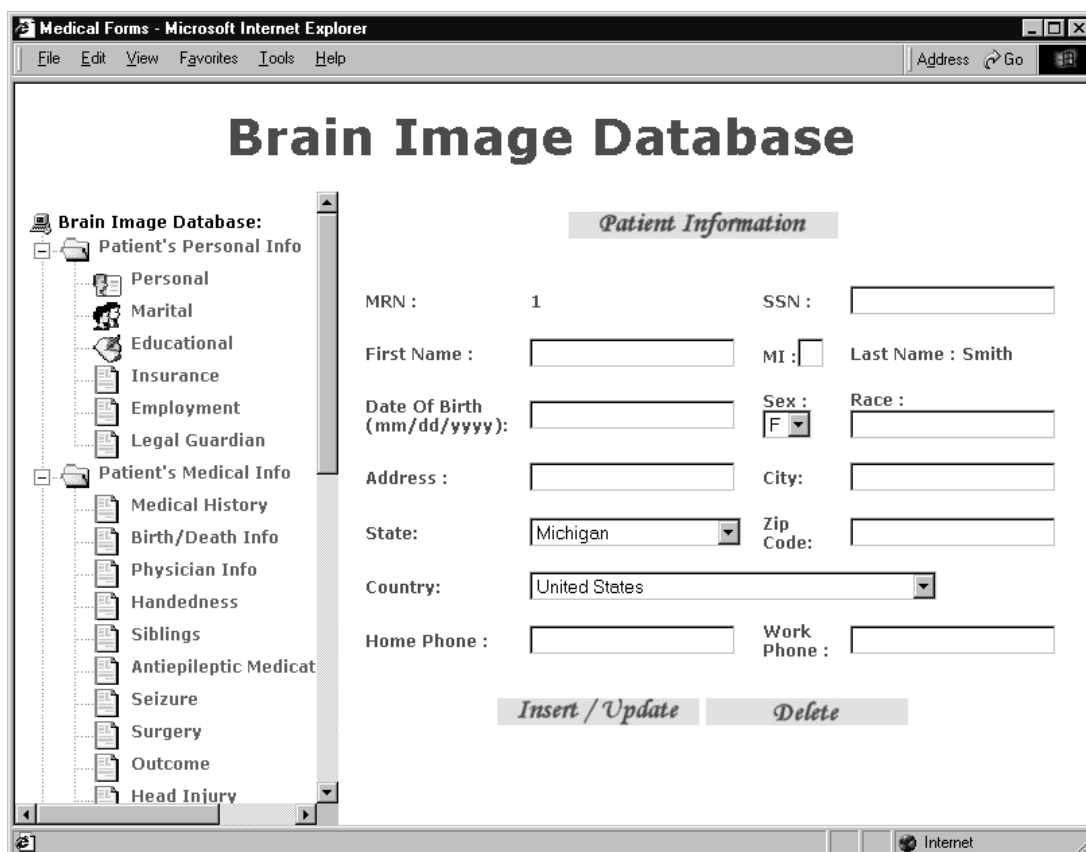 Medical Forms - Microsoft Internet Explorer
File Edit View Favorites Tools Help Address Go
Brain Image Database
Brain Image Database:
Patient's Personal Info
Personal
Marital
Educational
Insurance
Employment
Legal Guardian
Patient's Medical Info
Medical History
Birth/Death Info
Physician Info
Handedness
Siblings
Antiepileptic Medicat
Seizure
Surgery
Outcome
Head Injury
Patient Information
MRN : 1 SSN :
First Name : MI : Last Name : Smith
Date Of Birth
(mm/dd/yyyy):
Sex :
F
Race :
Address : City:
State: Michigan Zip
Code:
Country: United States
Home Phone : Work
Phone :
Insert / Update Delete
Internet